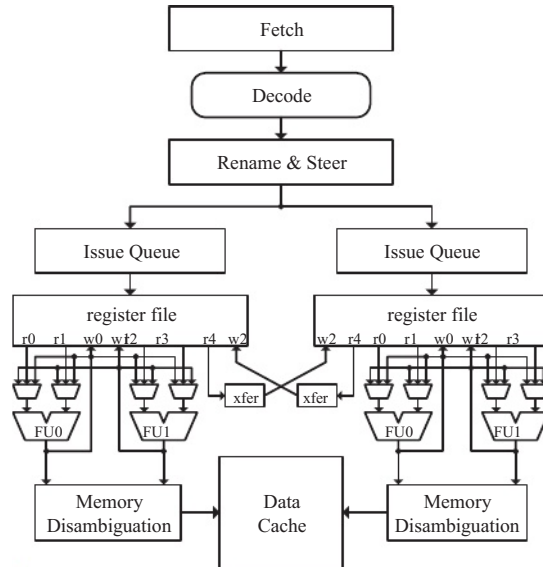 Fetch
Decode
Rename & Steer
Issue Queue Issue Queue
register file register file
r0 r1 w0 w1 r2 r3 r4 w2 w2 r4 r0 r1 w0 w1 r2 r3
xfer xfer
FU0 FU1 FU0 FU1
Memory Disambiguation
Data Cache
Memory Disambiguation